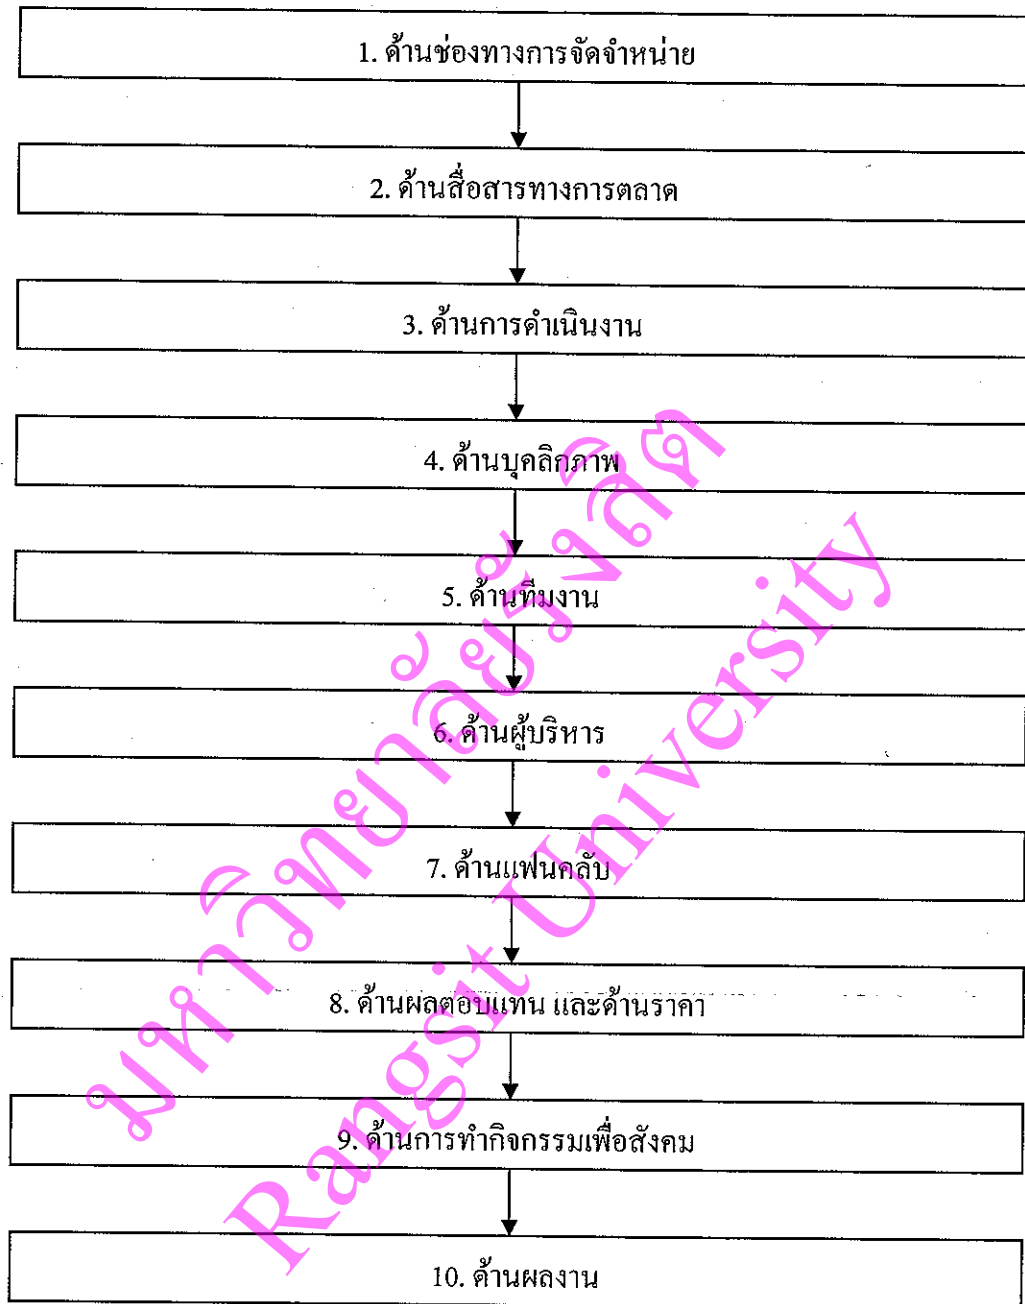 1. ด้านช่องทางการจัดจำหน่าย
2. ด้านสื่อสารทางการตลาด
3. ด้านการดำเนินงาน
4. ด้านบุคลิกภาพ
5. ด้านทีมงาน
6. ด้านผู้บริหาร
7. ด้านแฟนคลับ
8. ด้านผลตอบแทน และด้านราคา
9. ด้านการทำกิจกรรมเพื่อสังคม
10. ด้านผลงาน
มหาวิทยาลัยรังสิต
Rangsit University